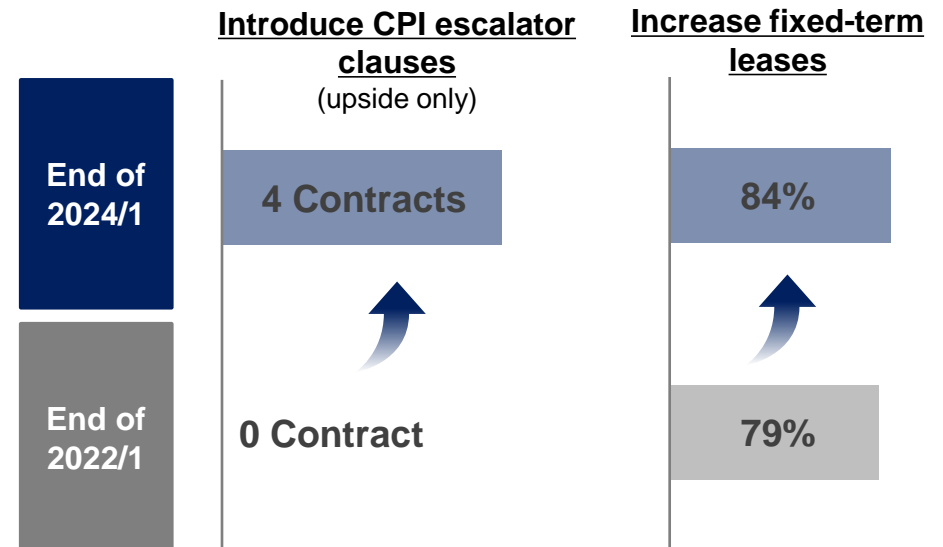 Introduce CPI escalator
clauses
(upside only)
Increase fixed-term
leases
End of
2024/1
4 Contracts
84%
End of
2022/1
0 Contract
79%